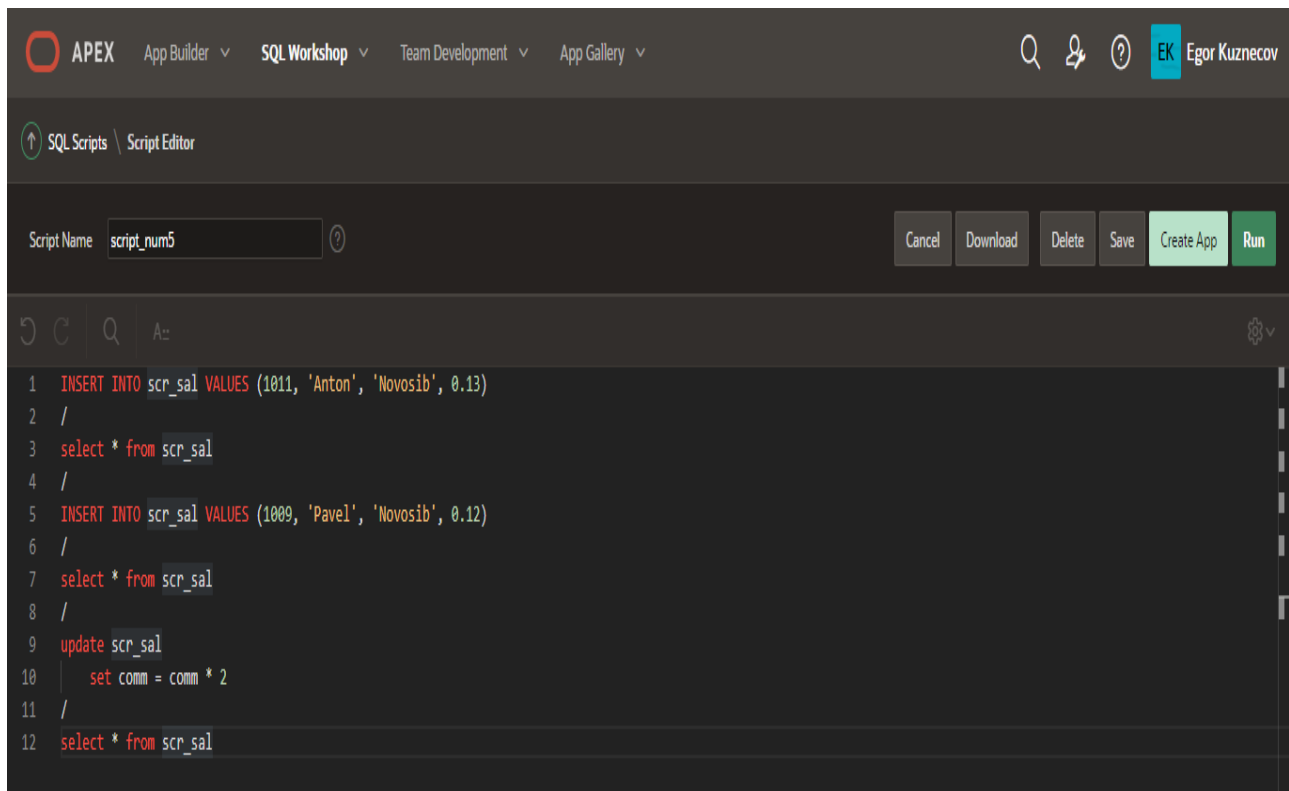 APEX App Builder SQL Workshop Team Development App Gallery EK Egor Kuznecov
SQL Scripts \ Script Editor
Script Name script_num5 Cancel Download Delete Save Create App Run
1 INSERT INTO scr_sal VALUES (1011, 'Anton', 'Novosib', 0.13)
2 /
3 select * from scr_sal
4 /
5 INSERT INTO scr_sal VALUES (1009, 'Pavel', 'Novosib', 0.12)
6 /
7 select * from scr_sal
8 /
9 update scr_sal
10 set comm = comm * 2
11 /
12 select * from scr_sal